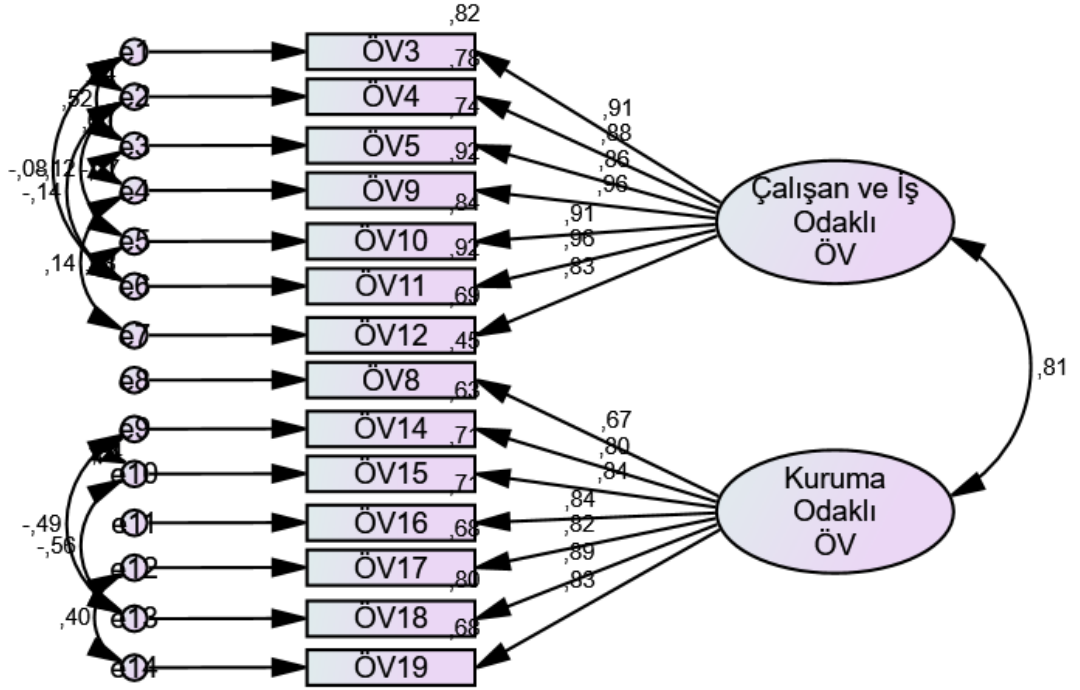 ,82
e1
ÖV3
,78
e2
ÖV4
,74
e3
ÖV5
,92
e4
ÖV9
,84
e5
ÖV10
,92
e6
ÖV11
,69
e7
ÖV12
,45
e8
ÖV8
,63
e9
ÖV14
,71
e10
ÖV15
,71
e11
ÖV16
,68
e12
ÖV17
,80
e13
ÖV18
,68
e14
ÖV19
,52
-,08
,12
-,14
,14
-,49
-,56
,40
,91
,88
,86
,96
,91
,96
,83
Çalışan ve İş
Odaklı
ÖV
,81
,67
,80
,84
,84
,82
,89
,83
Kuruma
Odaklı
ÖV